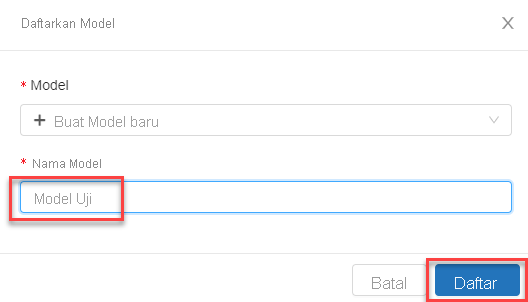 Daftarkan Model
* Model
+ Buat Model baru
* Nama Model
Model Uji
Batal
Daftar